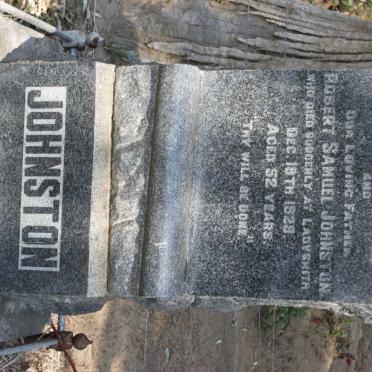 AND
OUR LOVING FATHER
ROBERT SAMUEL JOHNSTON
WHO DIED SUDDENLY AT LADYSMITH
DEC. 18TH 1929
AGED 52 YEARS
"THY WILL BE DONE."
JOHNSTON